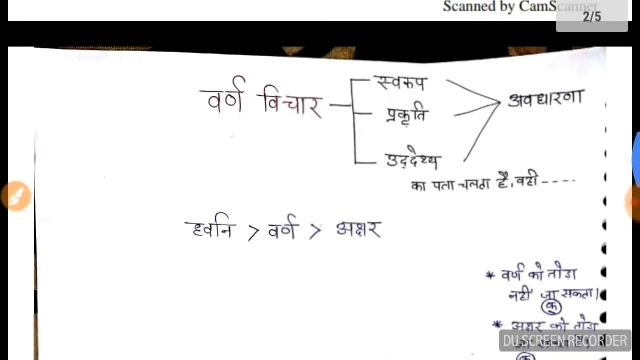 Scanned by CamScanner
2/5
वर्ण विचार
स्वरूप
प्रकृति
उद्देष्य
अवधारणा
का पता चलता है, वही ----
ध्वनि > वर्ण > अक्षर
* वर्ण को तोडा
नही जा सकता।
क्
* अक्षर को तोडा
DU SCREEN RECORDER